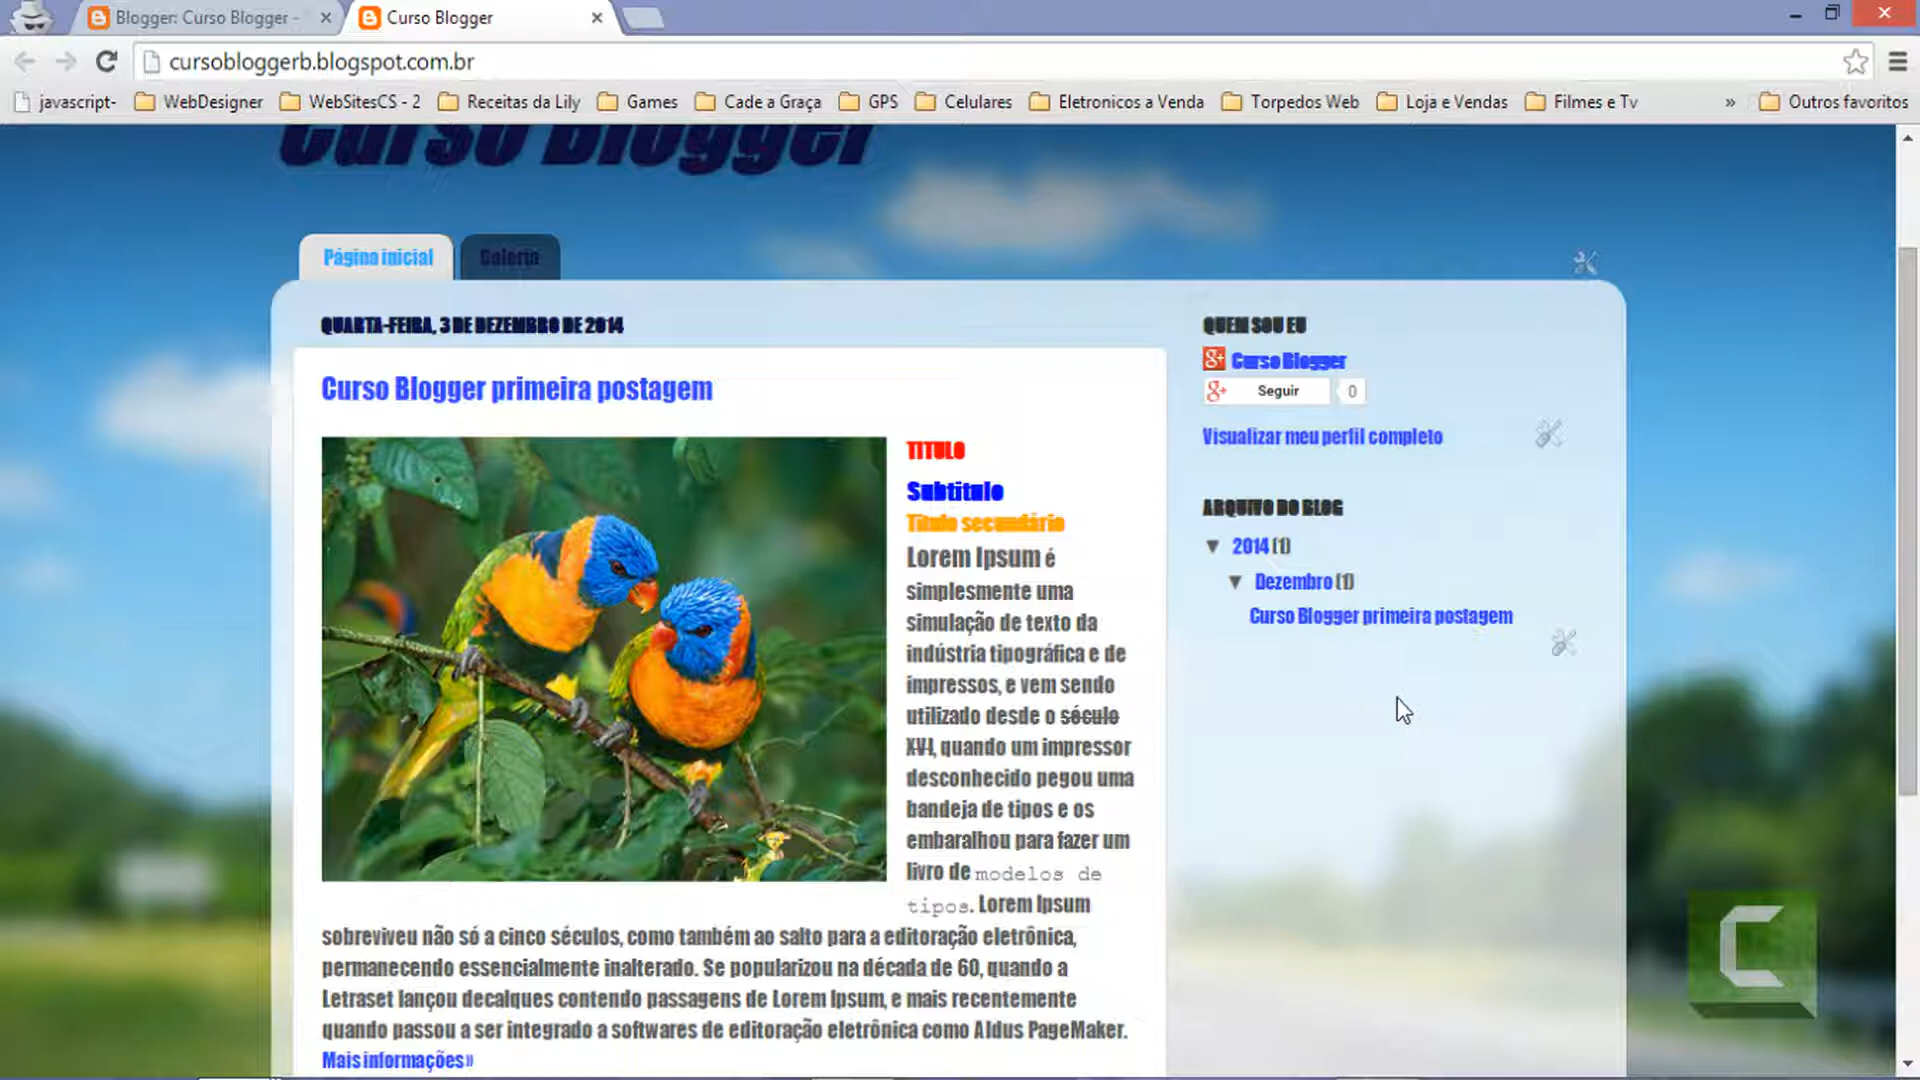 Blogger: Curso Blogger -
Curso Blogger
cursobloggerb.blogspot.com.br
javascript-
WebDesigner
WebSitesCS - 2
Receitas da Lily
Games
Cade a Graça
GPS
Celulares
Eletronicos a Venda
Torpedos Web
Loja e Vendas
Filmes e Tv
»
Outros favoritos
Curso Blogger
Página inicial
Galeria
QUARTA-FEIRA, 3 DE DEZEMBRO DE 2014
Curso Blogger primeira postagem
TITULO
Subtitulo
Titulo secundário
Lorem Ipsum é
simplesmente uma
simulação de texto da
indústria tipográfica e de
impressos, e vem sendo
utilizado desde o século
XVI, quando um impressor
desconhecido pegou uma
bandeja de tipos e os
embaralhou para fazer um
livro de modelos de
tipos. Lorem Ipsum
sobreviveu não só a cinco séculos, como também ao salto para a editoração eletrônica,
permanecendo essencialmente inalterado. Se popularizou na década de 60, quando a
Letraset lançou decalques contendo passagens de Lorem Ipsum, e mais recentemente
quando passou a ser integrado a softwares de editoração eletrônica como Aldus PageMaker.
Mais informações »
QUEM SOU EU
g+ Curso Blogger
g+ Seguir 0
Visualizar meu perfil completo
ARQUIVO DO BLOG
▼ 2014 (1)
▼ Dezembro (1)
Curso Blogger primeira postagem
C